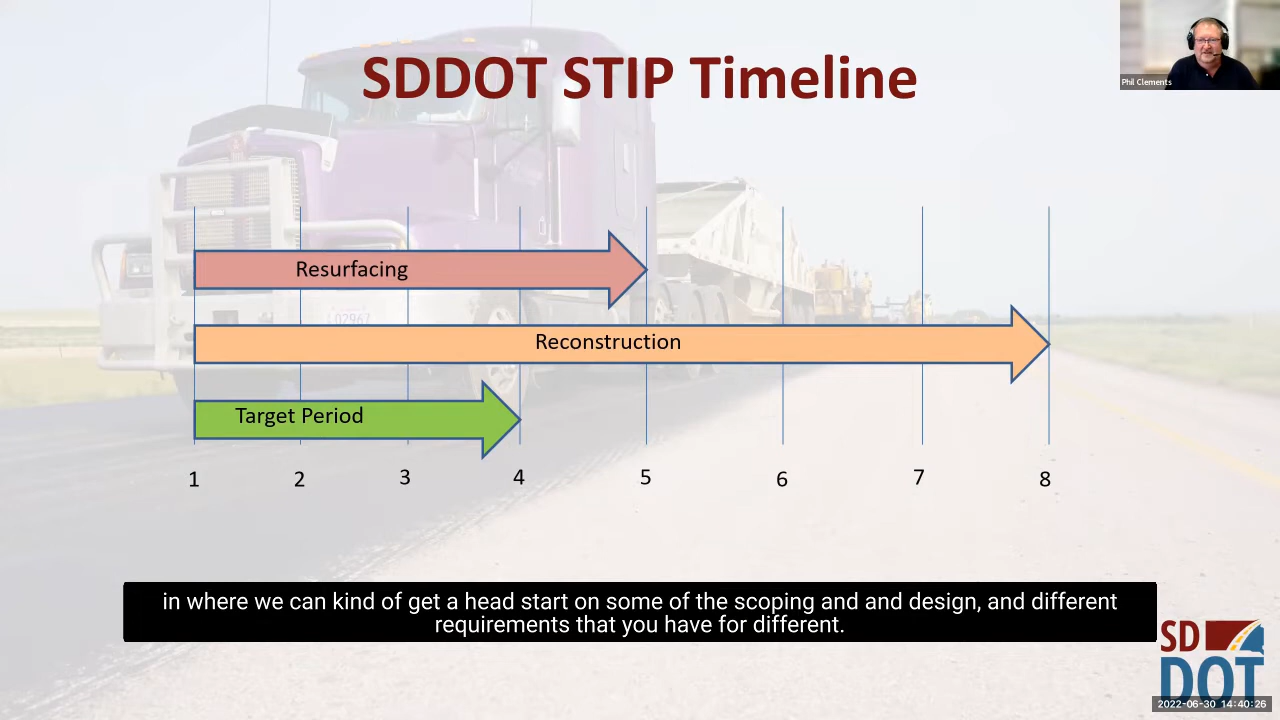 SDDOT STIP Timeline
Phil Clements
Resurfacing
L02967
Reconstruction
Target Period
1 2 3 4 5 6 7 8
in where we can kind of get a head start on some of the scoping and and design, and different
requirements that you have for different.
SD
DOT
2022-06-30 14:40:26